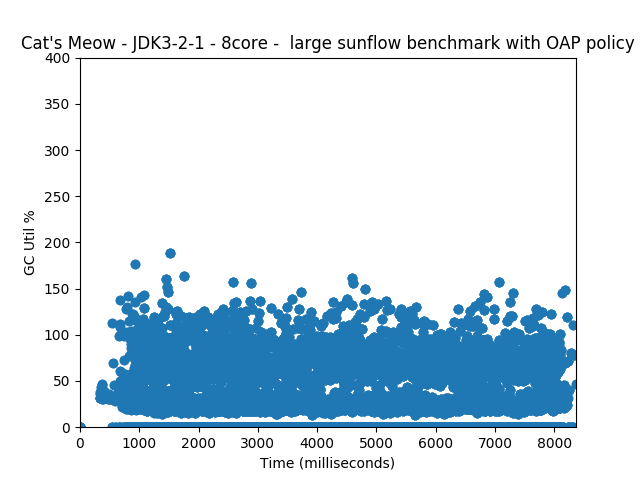 Cat's Meow - JDK3-2-1 - 8core -  large sunflow benchmark with OAP policy
400
350
300
250
200
150
100
50
0
GC Util %
0 1000 2000 3000 4000 5000 6000 7000 8000
Time (milliseconds)